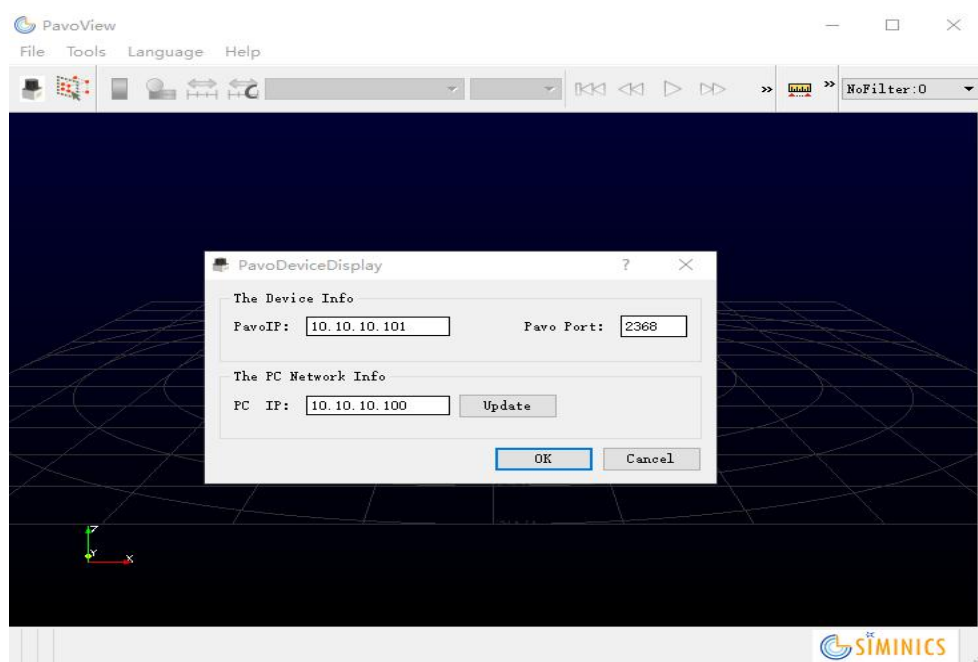 PavoView
File Tools Language Help
» » NoFilter:0
PavoDeviceDisplay ?
The Device Info
PavoIP: 10.10.10.101 Pavo Port: 2368
The PC Network Info
PC IP: 10.10.10.100 Update
OK Cancel
Z
Y X
SIMINICS